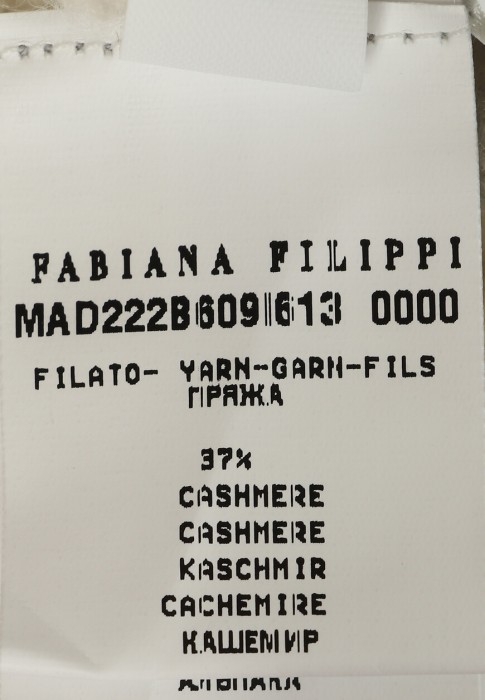 FABIANA FILIPPI
MAD222B609I613 0000
FILATO- YARN-GARN-FILS
ПРЯЖА
37%
CASHMERE
CASHMERE
KASCHMIR
CACHEMIRE
КАШЕМИР